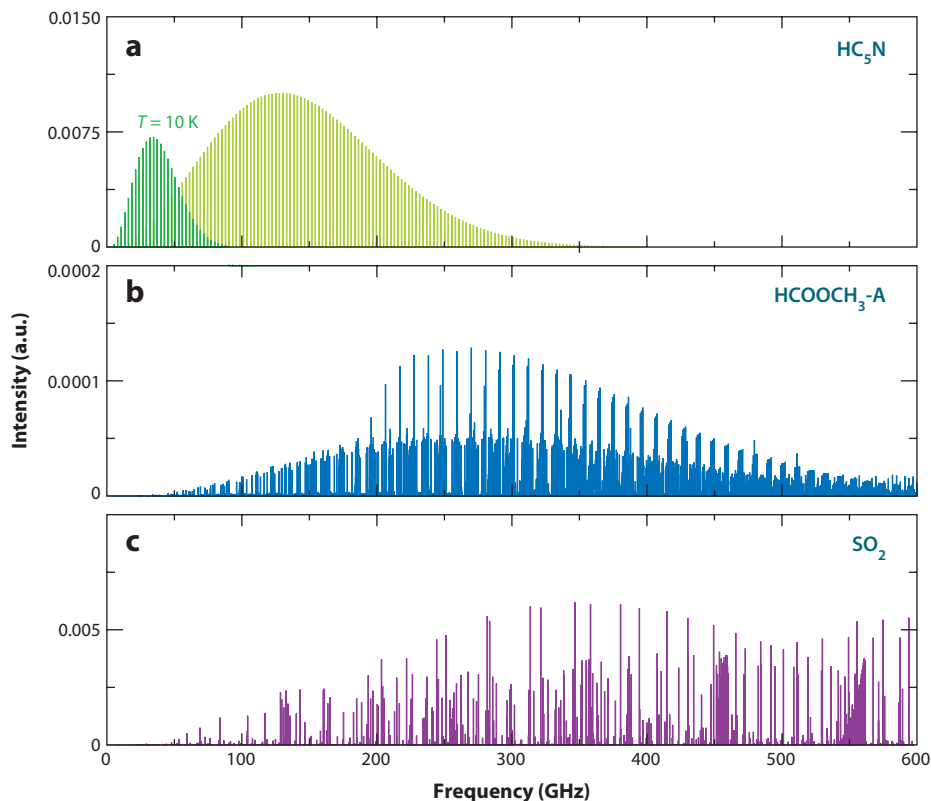 0.0150
a
HC₅N
T = 10 K
0.0075
0
0.0002
b
HCOOCH₃-A
0.0001
0
Intensity (a.u.)
c
SO₂
0.005
0
0 100 200 300 400 500 600
Frequency (GHz)